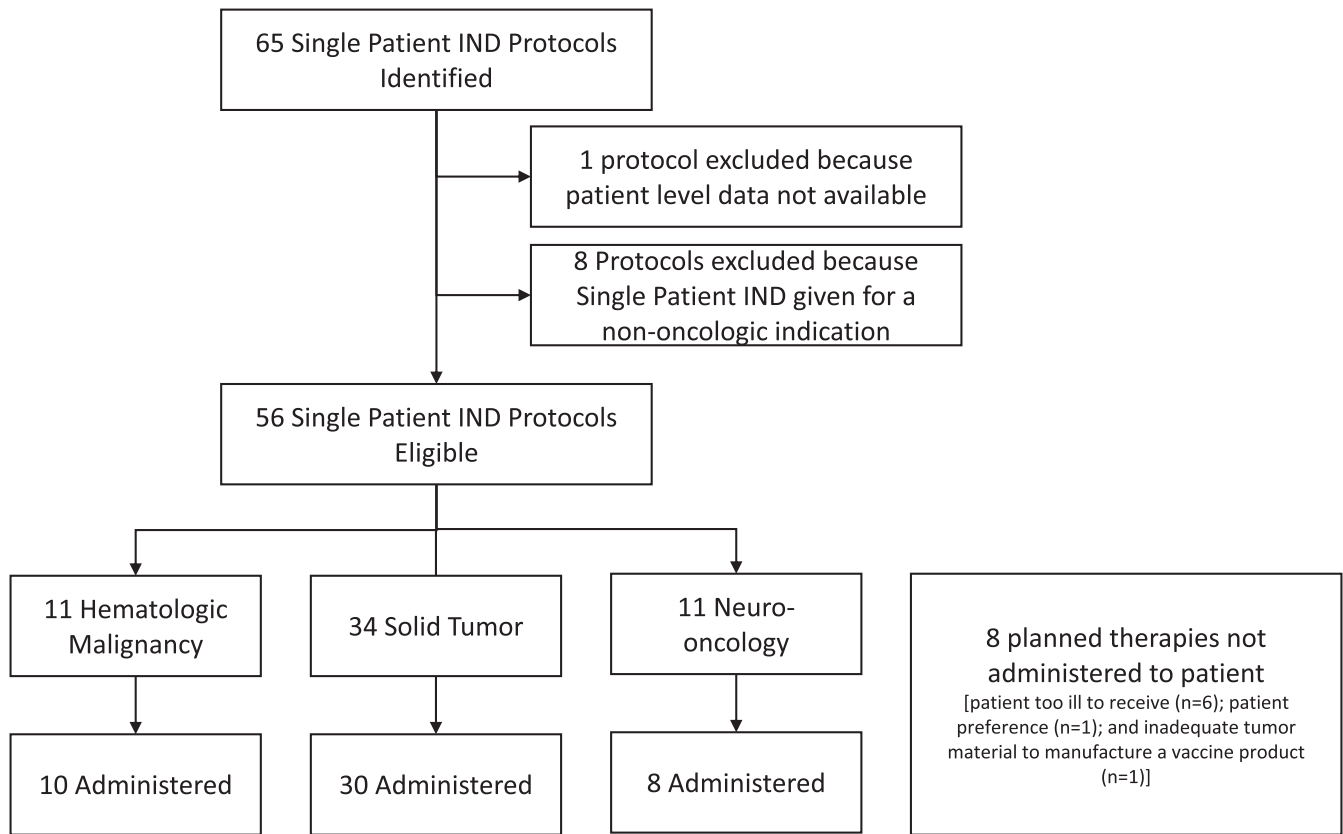 65 Single Patient IND Protocols
Identified
1 protocol excluded because
patient level data not available
8 Protocols excluded because
Single Patient IND given for a
non-oncologic indication
56 Single Patient IND Protocols
Eligible
11 Hematologic
Malignancy
34 Solid Tumor
11 Neuro-
oncology
10 Administered
30 Administered
8 Administered
8 planned therapies not
administered to patient
[patient too ill to receive (n=6); patient
preference (n=1); and inadequate tumor
material to manufacture a vaccine product
(n=1)]